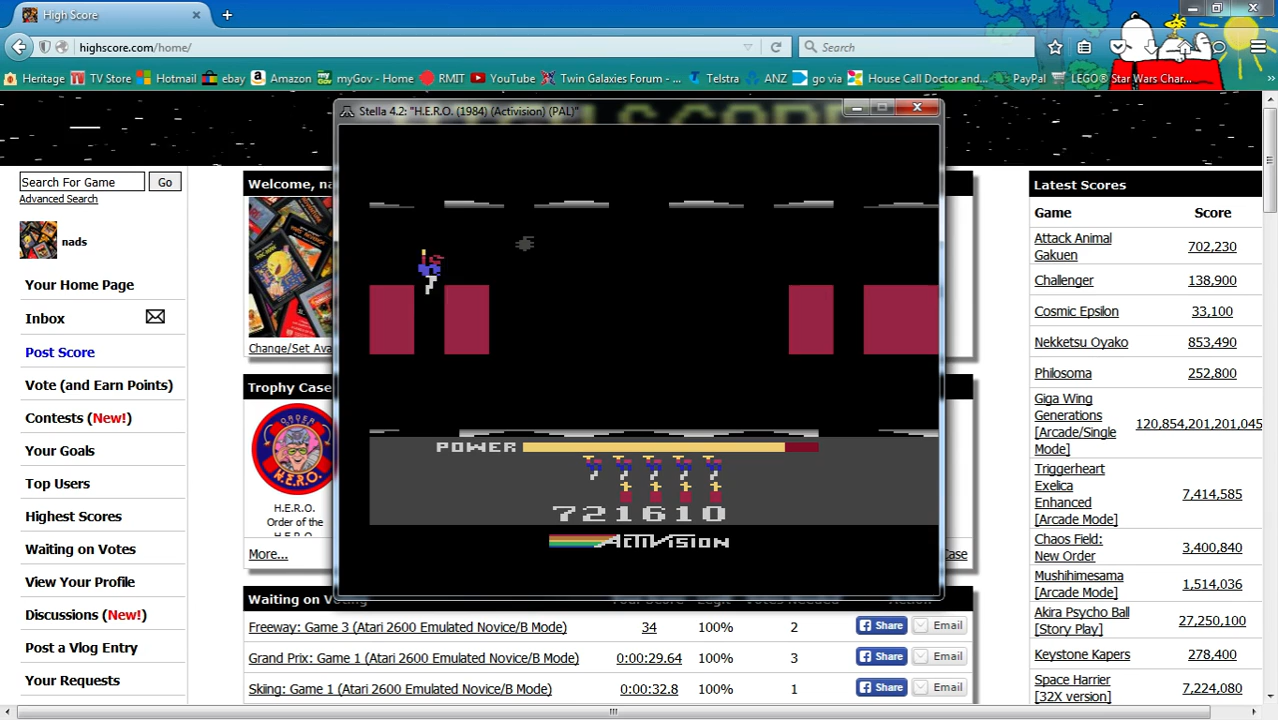 High Score
highscore.com/home/
Search
Heritage TV Store Hotmail ebay Amazon myGov - Home RMIT YouTube Twin Galaxies Forum - ... Telstra ANZ go via House Call Doctor and... PayPal LEGO® Star Wars Char... »
Stella 4.2: "H.E.R.O. (1984) (Activision) (PAL)"
Search For Game Go
Advanced Search
nads
Your Home Page
Inbox
Post Score
Vote (and Earn Points)
Contests (New!)
Your Goals
Top Users
Highest Scores
Waiting on Votes
View Your Profile
Discussions (New!)
Post a Vlog Entry
Your Requests
Welcome, na
Change/Set Ava
Trophy Case
H.E.R.O.
Order of the
More...
Case
POWER
721610
ACTIVISION
Waiting on
Freeway: Game 3 (Atari 2600 Emulated Novice/B Mode) 34 100% 2 Share Email
Grand Prix: Game 1 (Atari 2600 Emulated Novice/B Mode) 0:00:29.64 100% 3 Share Email
Skiing: Game 1 (Atari 2600 Emulated Novice/B Mode) 0:00:32.8 100% 1 Share Email
Latest Scores
Game Score
Attack Animal
Gakuen 702,230
Challenger 138,900
Cosmic Epsilon 33,100
Nekketsu Oyako 853,490
Philosoma 252,800
Giga Wing
Generations
[Arcade/Single
Mode] 120,854,201,201,045
Triggerheart
Exelica
Enhanced
[Arcade Mode] 7,414,585
Chaos Field:
New Order 3,400,840
Mushihimesama
[Arcade Mode] 1,514,036
Akira Psycho Ball
[Story Play] 27,250,100
Keystone Kapers 278,400
Space Harrier
[32X version] 7,224,080